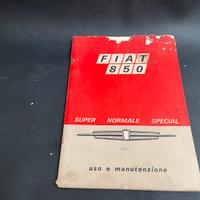 FIAT
850
SUPER NORMALE SPECIAL
uso e manutenzione